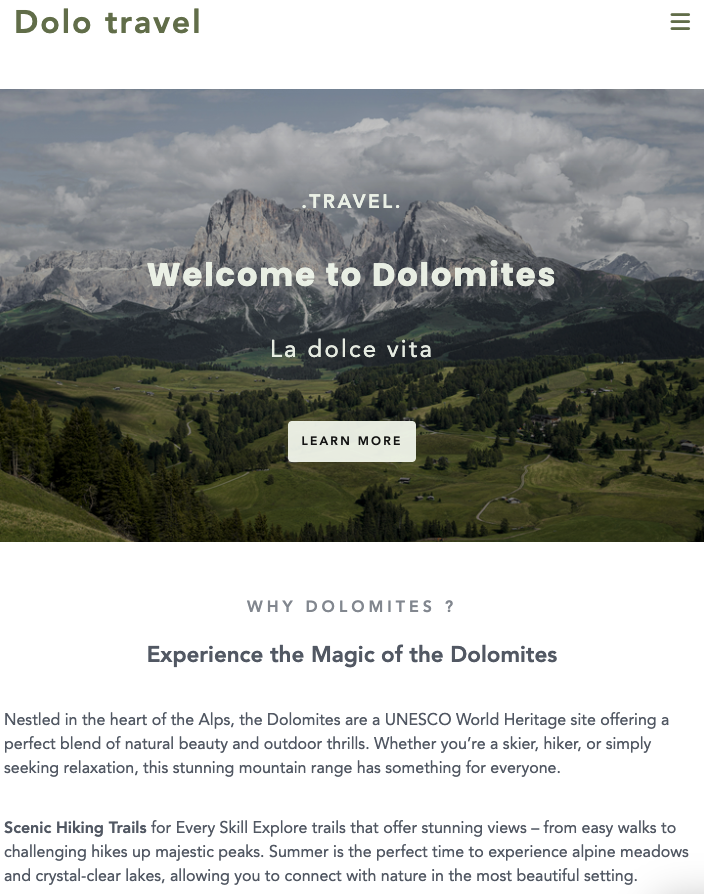 Dolo travel
.TRAVEL.
Welcome to Dolomites
La dolce vita
LEARN MORE
WHY DOLOMITES ?
Experience the Magic of the Dolomites
Nestled in the heart of the Alps, the Dolomites are a UNESCO World Heritage site offering a
perfect blend of natural beauty and outdoor thrills. Whether you’re a skier, hiker, or simply
seeking relaxation, this stunning mountain range has something for everyone.
Scenic Hiking Trails for Every Skill Explore trails that offer stunning views – from easy walks to
challenging hikes up majestic peaks. Summer is the perfect time to experience alpine meadows
and crystal-clear lakes, allowing you to connect with nature in the most beautiful setting.